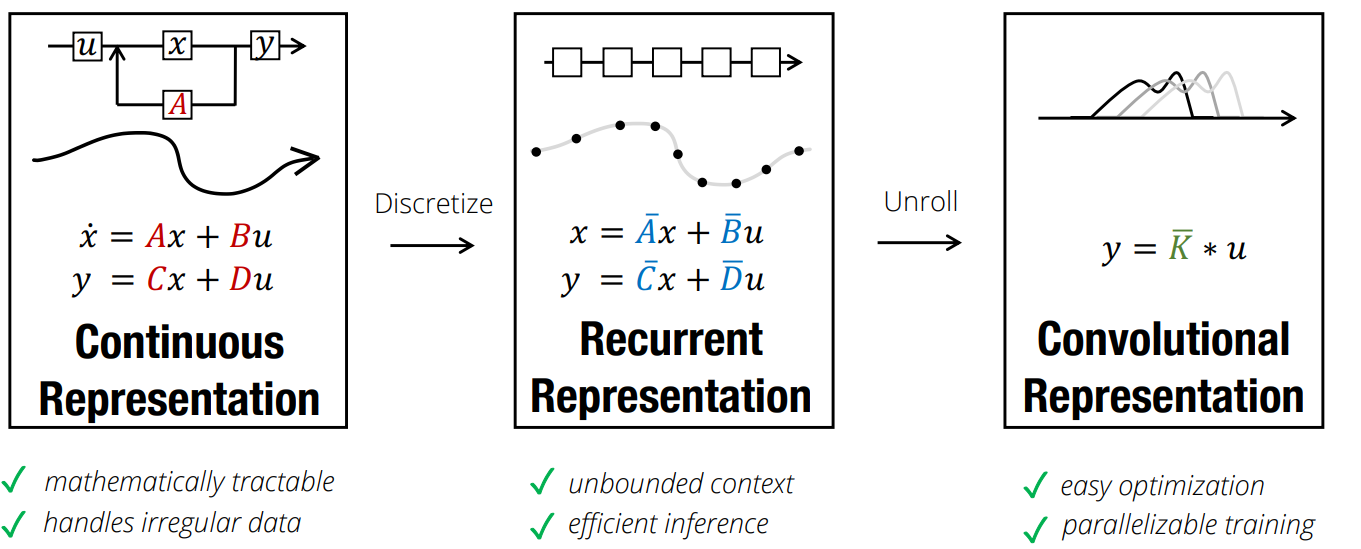 u x y
A
ẋ = Ax + Bu
y = Cx + Du
Continuous
Representation
✓ mathematically tractable
✓ handles irregular data
Discretize
x = A̅x + B̅u
y = C̅x + D̅u
Recurrent
Representation
✓ unbounded context
✓ efficient inference
Unroll
y = K̅ ∗ u
Convolutional
Representation
✓ easy optimization
✓ parallelizable training